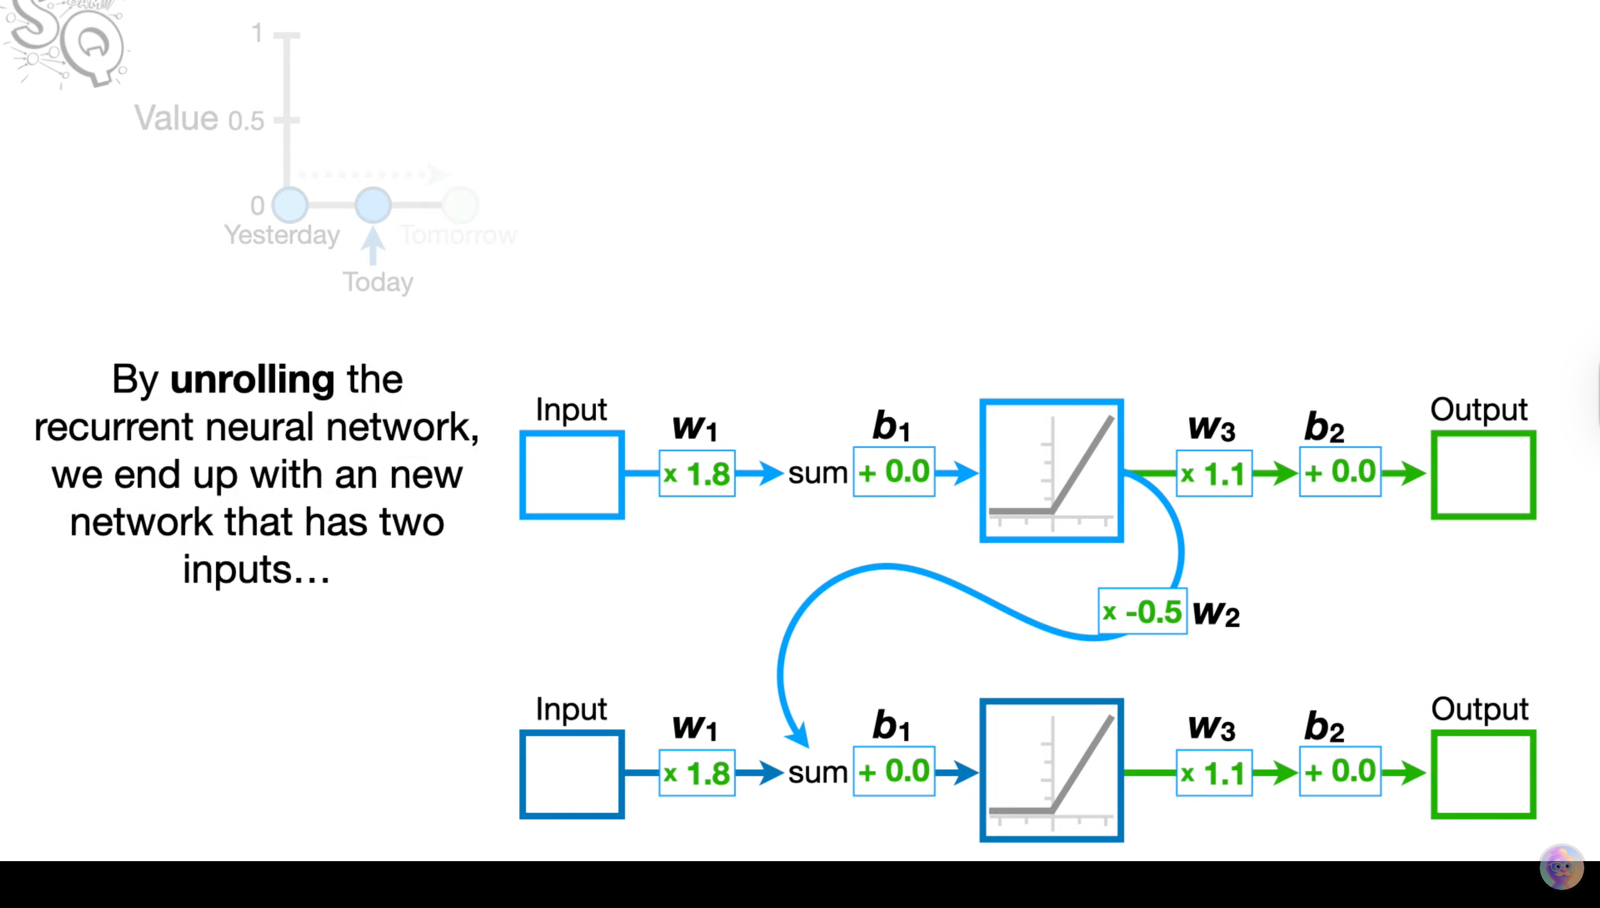 SQ
1
Value 0.5
0
Yesterday
Tomorrow
Today
By unrolling the
recurrent neural network,
we end up with an new
network that has two
inputs...
Input
w₁
b₁
w₃
b₂
Output
x 1.8
sum
+ 0.0
x 1.1
+ 0.0
x -0.5 w₂
Input
w₁
b₁
w₃
b₂
Output
x 1.8
sum
+ 0.0
x 1.1
+ 0.0